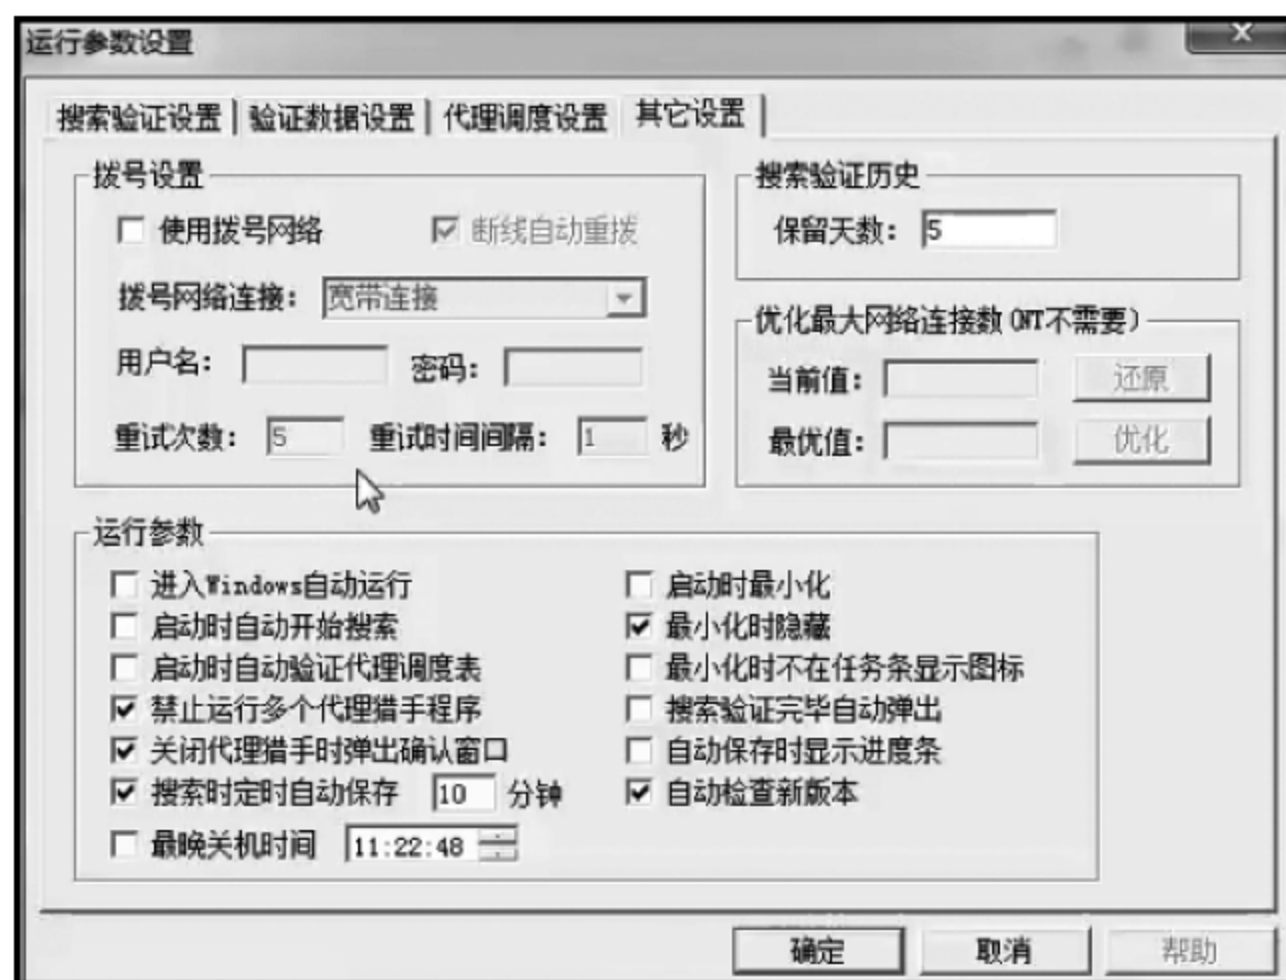 运行参数设置
搜索验证设置 验证数据设置 代理调度设置 其它设置
拨号设置
使用拨号网络 断线自动重拨
拨号网络连接: 宽带连接
用户名: 密码:
重试次数: 5 重试时间间隔: 1 秒
搜索验证历史
保留天数: 5
优化最大网络连接数(NT不需要)
当前值: 还原
最优值: 优化
运行参数
进入Windows自动运行
启动时自动开始搜索
启动时自动验证代理调度表
禁止运行多个代理猎手程序
关闭代理猎手时弹出确认窗口
搜索时定时自动保存 10 分钟
最晚关机时间 11:22:48
启动时最小化
最小化时隐藏
最小化时不在任务条显示图标
搜索验证完毕自动弹出
自动保存时显示进度条
自动检查新版本
确定 取消 帮助